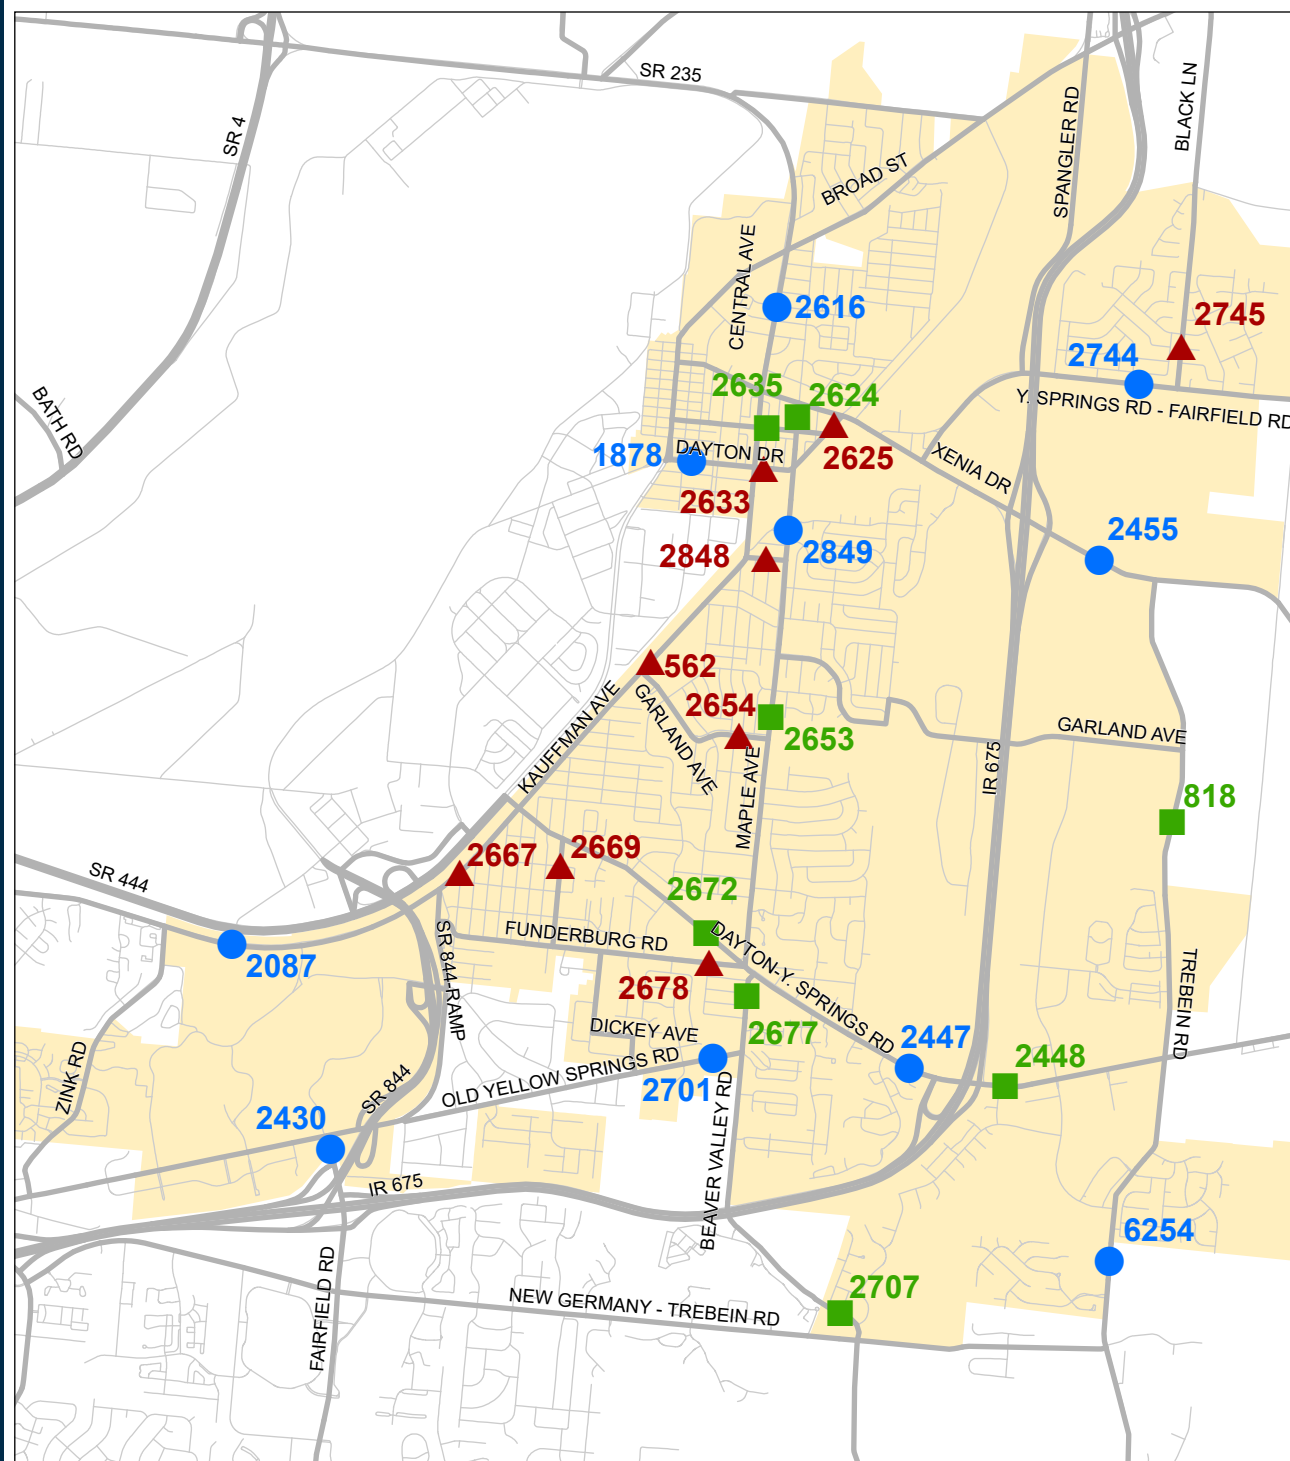 SR 235
SR 4
BLACK LN
SPANGLER RD
BROAD ST
CENTRAL AVE
2616
2745
2744
2635
2624
Y. SPRINGS RD - FAIRFIELD RD
BATH RD
1878
DAYTON DR
2625
XENIA DR
2633
2455
2848
2849
562
2654
GARLAND AVE
KAUFFMAN AVE
GARLAND AVE
2653
IR 675
MAPLE AVE
818
2667
2669
SR 444
2672
FUNDERBURG RD
2087
SR 844-RAMP
2678
DAYTON-Y. SPRINGS RD
TREBEIN RD
2677
DICKEY AVE
2447
2448
ZINK RD
SR 844
OLD YELLOW SPRINGS RD
2701
2430
BEAVER VALLEY RD
IR 675
6254
FAIRFIELD RD
NEW GERMANY - TREBEIN RD
2707